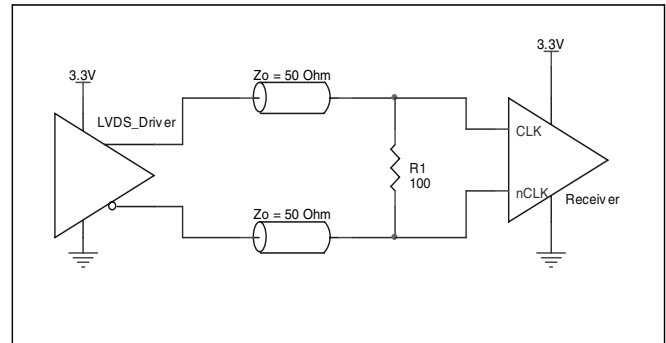 3.3V
Zo = 50 Ohm
3.3V
LVDS_Driver
CLK
R1
100
nCLK
Receiver
Zo = 50 Ohm